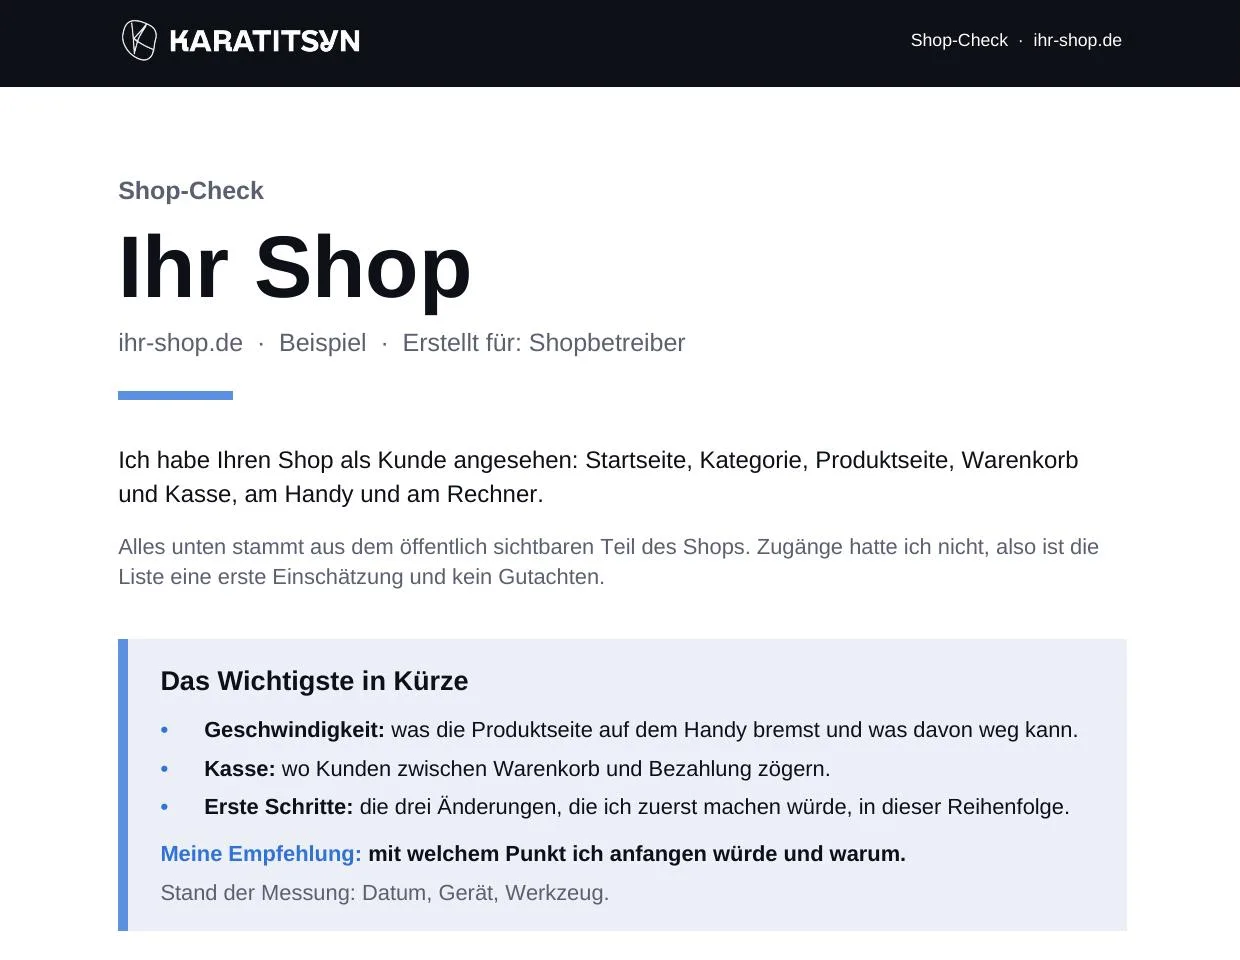 KARATITSYN
Shop-Check · ihr-shop.de
Shop-Check
Ihr Shop
ihr-shop.de · Beispiel · Erstellt für: Shopbetreiber
Ich habe Ihren Shop als Kunde angesehen: Startseite, Kategorie, Produktseite, Warenkorb
und Kasse, am Handy und am Rechner.
Alles unten stammt aus dem öffentlich sichtbaren Teil des Shops. Zugänge hatte ich nicht, also ist die
Liste eine erste Einschätzung und kein Gutachten.
Das Wichtigste in Kürze
• Geschwindigkeit: was die Produktseite auf dem Handy bremst und was davon weg kann.
• Kasse: wo Kunden zwischen Warenkorb und Bezahlung zögern.
• Erste Schritte: die drei Änderungen, die ich zuerst machen würde, in dieser Reihenfolge.
Meine Empfehlung: mit welchem Punkt ich anfangen würde und warum.
Stand der Messung: Datum, Gerät, Werkzeug.